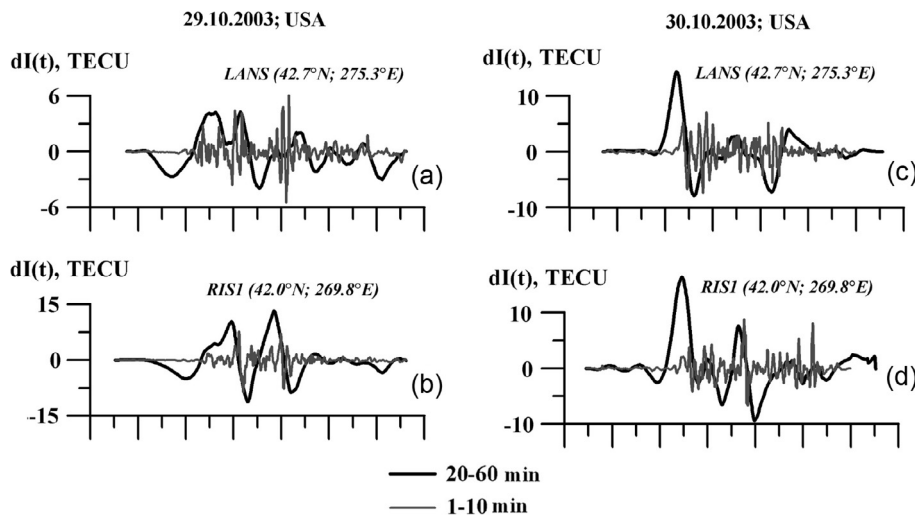 29.10.2003; USA
dI(t), TECU
LANS (42.7°N; 275.3°E)
6
0
-6
(a)
dI(t), TECU
RIS1 (42.0°N; 269.8°E)
15
0
-15
(b)
30.10.2003; USA
dI(t), TECU
LANS (42.7°N; 275.3°E)
10
0
-10
(c)
dI(t), TECU
RIS1 (42.0°N; 269.8°E)
10
0
-10
(d)
20-60 min
1-10 min